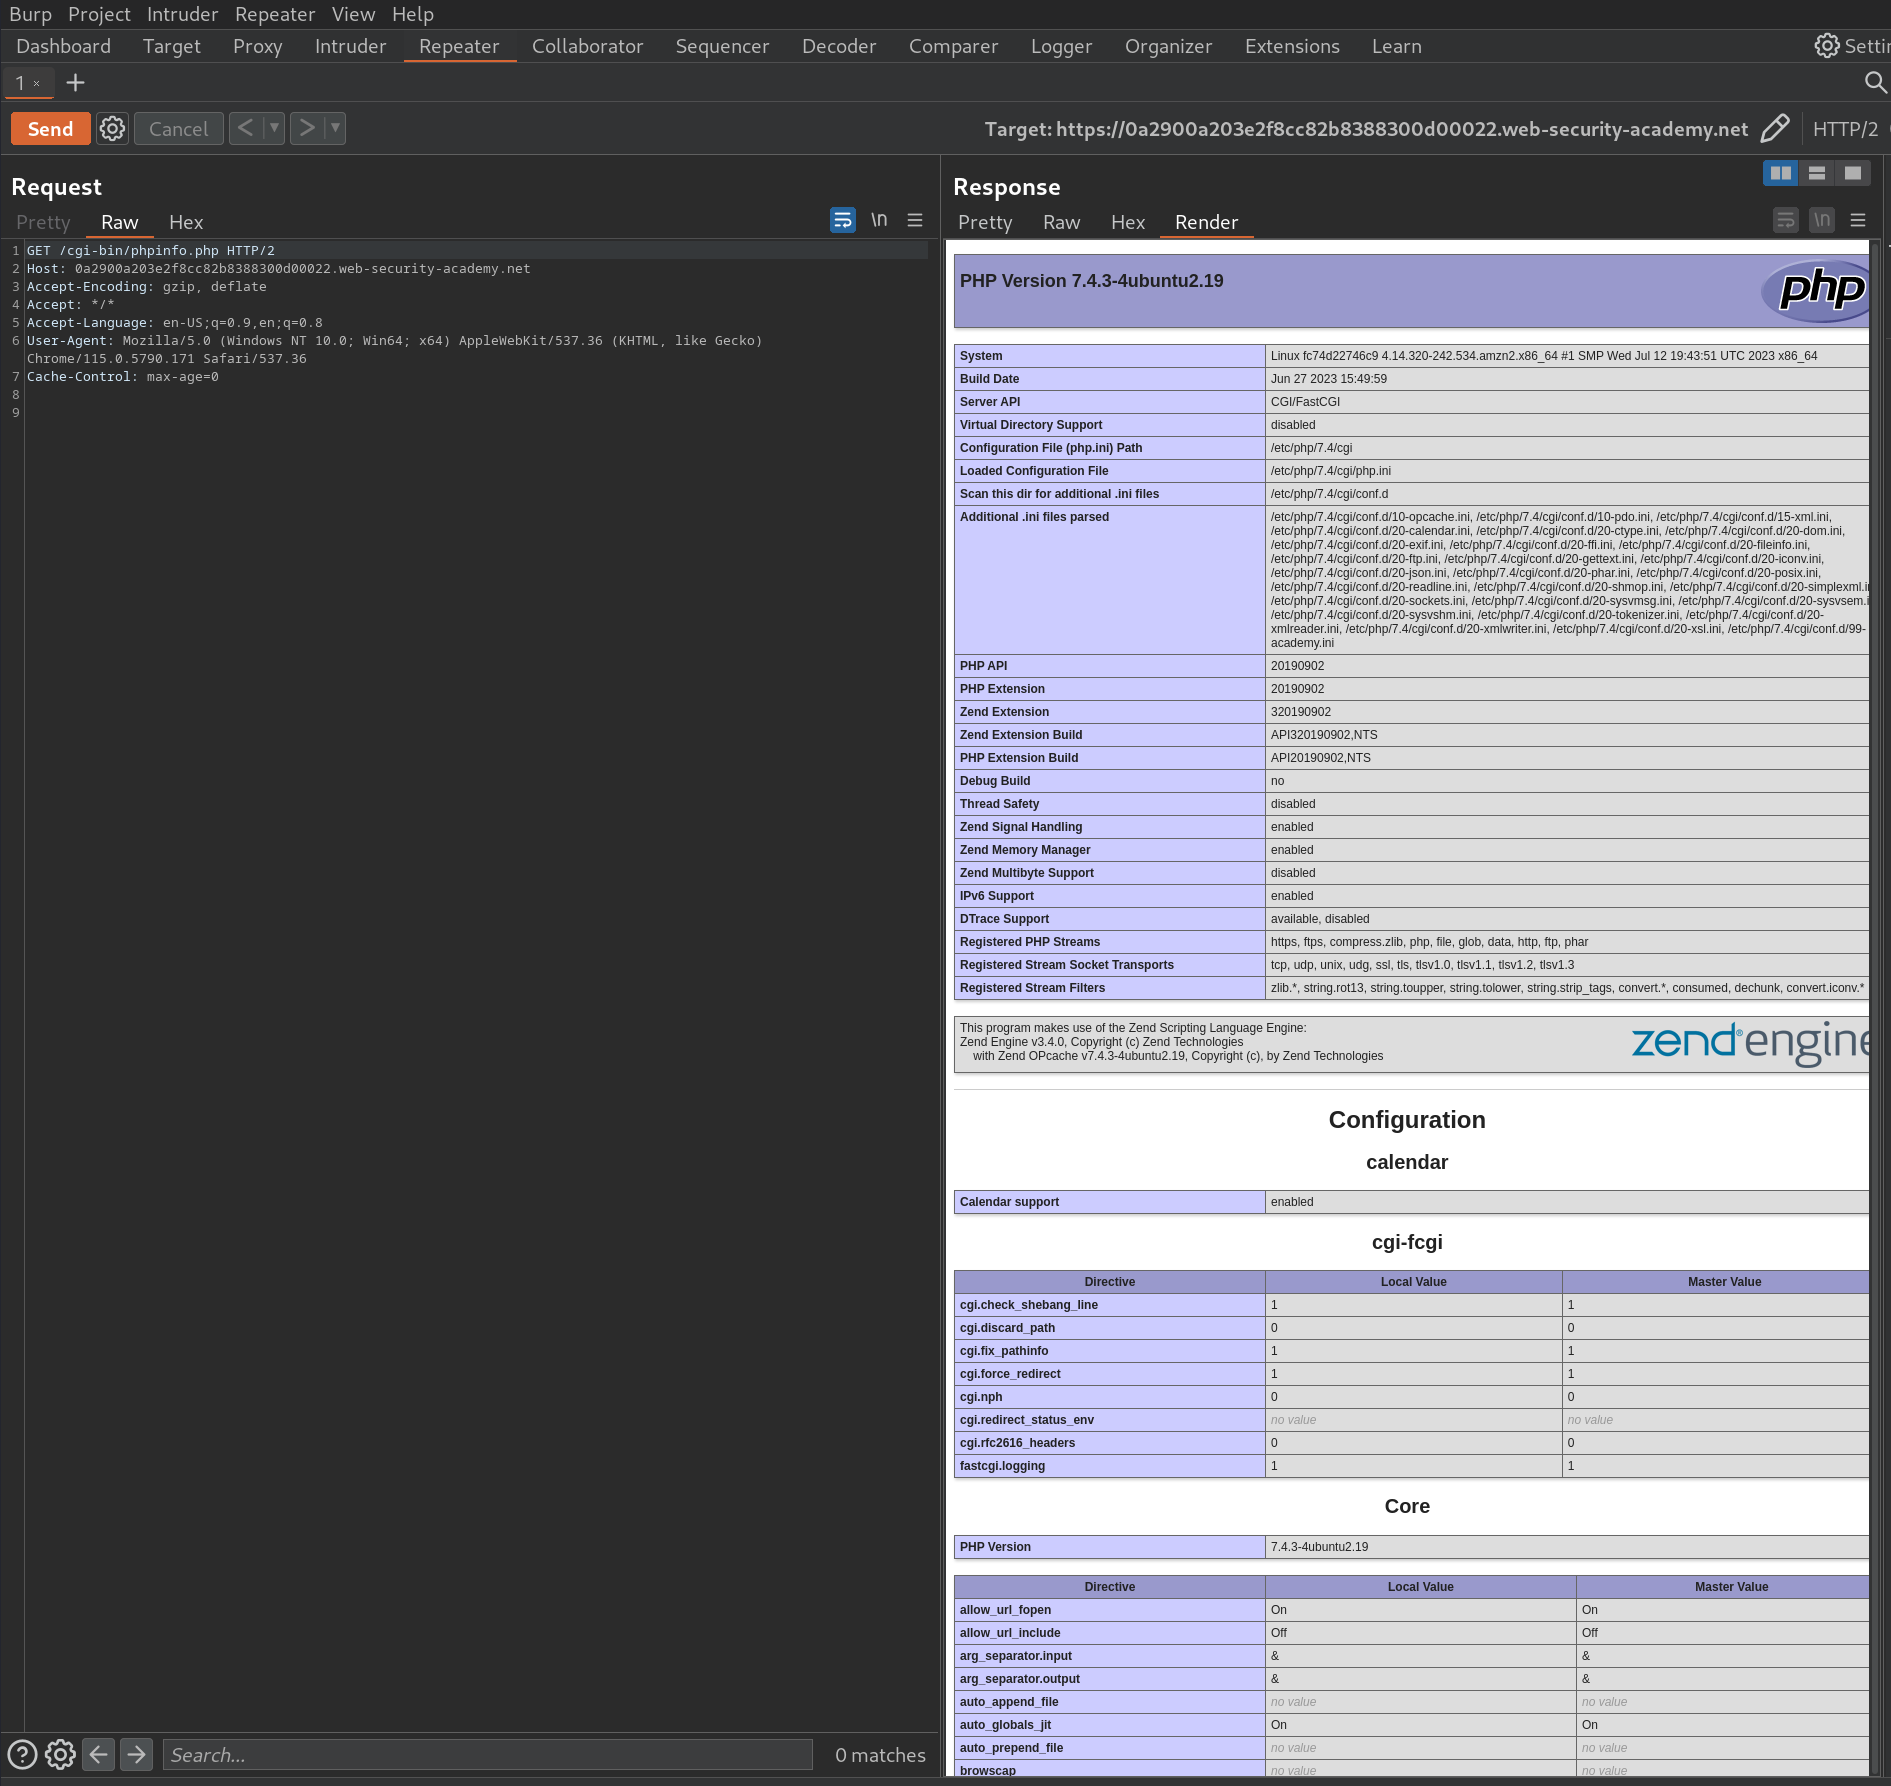 Burp Project Intruder Repeater View Help
Dashboard Target Proxy Intruder Repeater Collaborator Sequencer Decoder Comparer Logger Organizer Extensions Learn Settin
1 × +
Send Cancel < ▼ > ▼ Target: https://0a2900a203e2f8cc82b8388300d00022.web-security-academy.net HTTP/2
Request
Pretty Raw Hex \n
1 GET /cgi-bin/phpinfo.php HTTP/2
2 Host: 0a2900a203e2f8cc82b8388300d00022.web-security-academy.net
3 Accept-Encoding: gzip, deflate
4 Accept: */*
5 Accept-Language: en-US;q=0.9,en;q=0.8
6 User-Agent: Mozilla/5.0 (Windows NT 10.0; Win64; x64) AppleWebKit/537.36 (KHTML, like Gecko)
Chrome/115.0.5790.171 Safari/537.36
7 Cache-Control: max-age=0
8
9
? Search... 0 matches
Response
Pretty Raw Hex Render \n
PHP Version 7.4.3-4ubuntu2.19 php
System Linux fc74d22746c9 4.14.320-242.534.amzn2.x86_64 #1 SMP Wed Jul 12 19:43:51 UTC 2023 x86_64
Build Date Jun 27 2023 15:49:59
Server API CGI/FastCGI
Virtual Directory Support disabled
Configuration File (php.ini) Path /etc/php/7.4/cgi
Loaded Configuration File /etc/php/7.4/cgi/php.ini
Scan this dir for additional .ini files /etc/php/7.4/cgi/conf.d
Additional .ini files parsed /etc/php/7.4/cgi/conf.d/10-opcache.ini, /etc/php/7.4/cgi/conf.d/10-pdo.ini, /etc/php/7.4/cgi/conf.d/15-xml.ini,
/etc/php/7.4/cgi/conf.d/20-calendar.ini, /etc/php/7.4/cgi/conf.d/20-ctype.ini, /etc/php/7.4/cgi/conf.d/20-dom.ini,
/etc/php/7.4/cgi/conf.d/20-exif.ini, /etc/php/7.4/cgi/conf.d/20-ffi.ini, /etc/php/7.4/cgi/conf.d/20-fileinfo.ini,
/etc/php/7.4/cgi/conf.d/20-ftp.ini, /etc/php/7.4/cgi/conf.d/20-gettext.ini, /etc/php/7.4/cgi/conf.d/20-iconv.ini,
/etc/php/7.4/cgi/conf.d/20-json.ini, /etc/php/7.4/cgi/conf.d/20-phar.ini, /etc/php/7.4/cgi/conf.d/20-posix.ini,
/etc/php/7.4/cgi/conf.d/20-readline.ini, /etc/php/7.4/cgi/conf.d/20-shmop.ini, /etc/php/7.4/cgi/conf.d/20-simplexml.in
/etc/php/7.4/cgi/conf.d/20-sockets.ini, /etc/php/7.4/cgi/conf.d/20-sysvmsg.ini, /etc/php/7.4/cgi/conf.d/20-sysvsem.i
/etc/php/7.4/cgi/conf.d/20-sysvshm.ini, /etc/php/7.4/cgi/conf.d/20-tokenizer.ini, /etc/php/7.4/cgi/conf.d/20-
xmlreader.ini, /etc/php/7.4/cgi/conf.d/20-xmlwriter.ini, /etc/php/7.4/cgi/conf.d/20-xsl.ini, /etc/php/7.4/cgi/conf.d/99-
academy.ini
PHP API 20190902
PHP Extension 20190902
Zend Extension 320190902
Zend Extension Build API320190902,NTS
PHP Extension Build API20190902,NTS
Debug Build no
Thread Safety disabled
Zend Signal Handling enabled
Zend Memory Manager enabled
Zend Multibyte Support disabled
IPv6 Support enabled
DTrace Support available, disabled
Registered PHP Streams https, ftps, compress.zlib, php, file, glob, data, http, ftp, phar
Registered Stream Socket Transports tcp, udp, unix, udg, ssl, tls, tlsv1.0, tlsv1.1, tlsv1.2, tlsv1.3
Registered Stream Filters zlib.*, string.rot13, string.toupper, string.tolower, string.strip_tags, convert.*, consumed, dechunk, convert.iconv.*
This program makes use of the Zend Scripting Language Engine:
Zend Engine v3.4.0, Copyright (c) Zend Technologies
with Zend OPcache v7.4.3-4ubuntu2.19, Copyright (c), by Zend Technologies
zend®engine
Configuration
calendar
Calendar support enabled
cgi-fcgi
Directive Local Value Master Value
cgi.check_shebang_line 1 1
cgi.discard_path 0 0
cgi.fix_pathinfo 1 1
cgi.force_redirect 1 1
cgi.nph 0 0
cgi.redirect_status_env no value no value
cgi.rfc2616_headers 0 0
fastcgi.logging 1 1
Core
PHP Version 7.4.3-4ubuntu2.19
Directive Local Value Master Value
allow_url_fopen On On
allow_url_include Off Off
arg_separator.input & &
arg_separator.output & &
auto_append_file no value no value
auto_globals_jit On On
auto_prepend_file no value no value
browscap no value no value